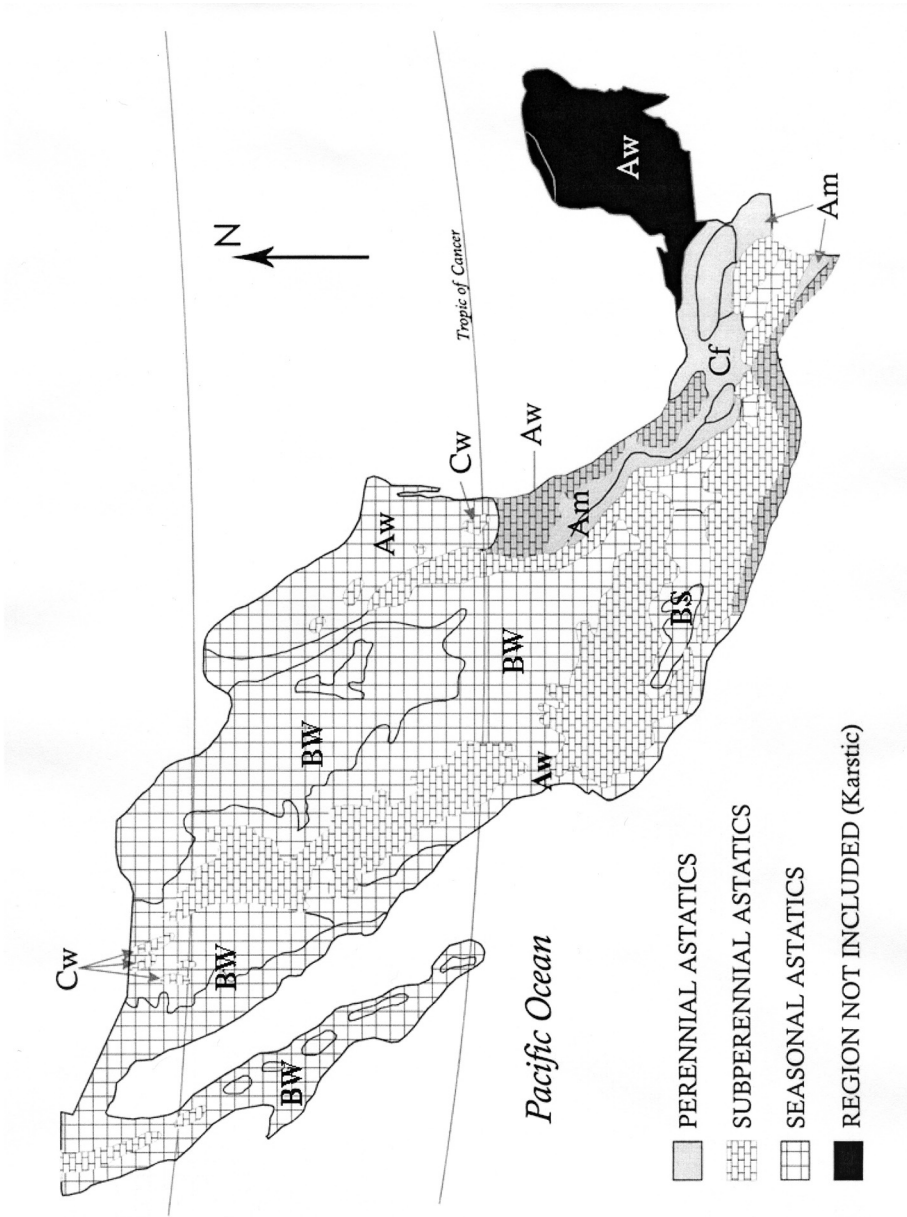 Cw
BW
BW
BW
Aw
Cw
Aw
N
Tropic of Cancer
Aw
BW
Am
Aw
BS
Cf
Am
Pacific Ocean
PERENNIAL ASTATICS
SUBPERENNIAL ASTATICS
SEASONAL ASTATICS
REGION NOT INCLUDED (Karstic)